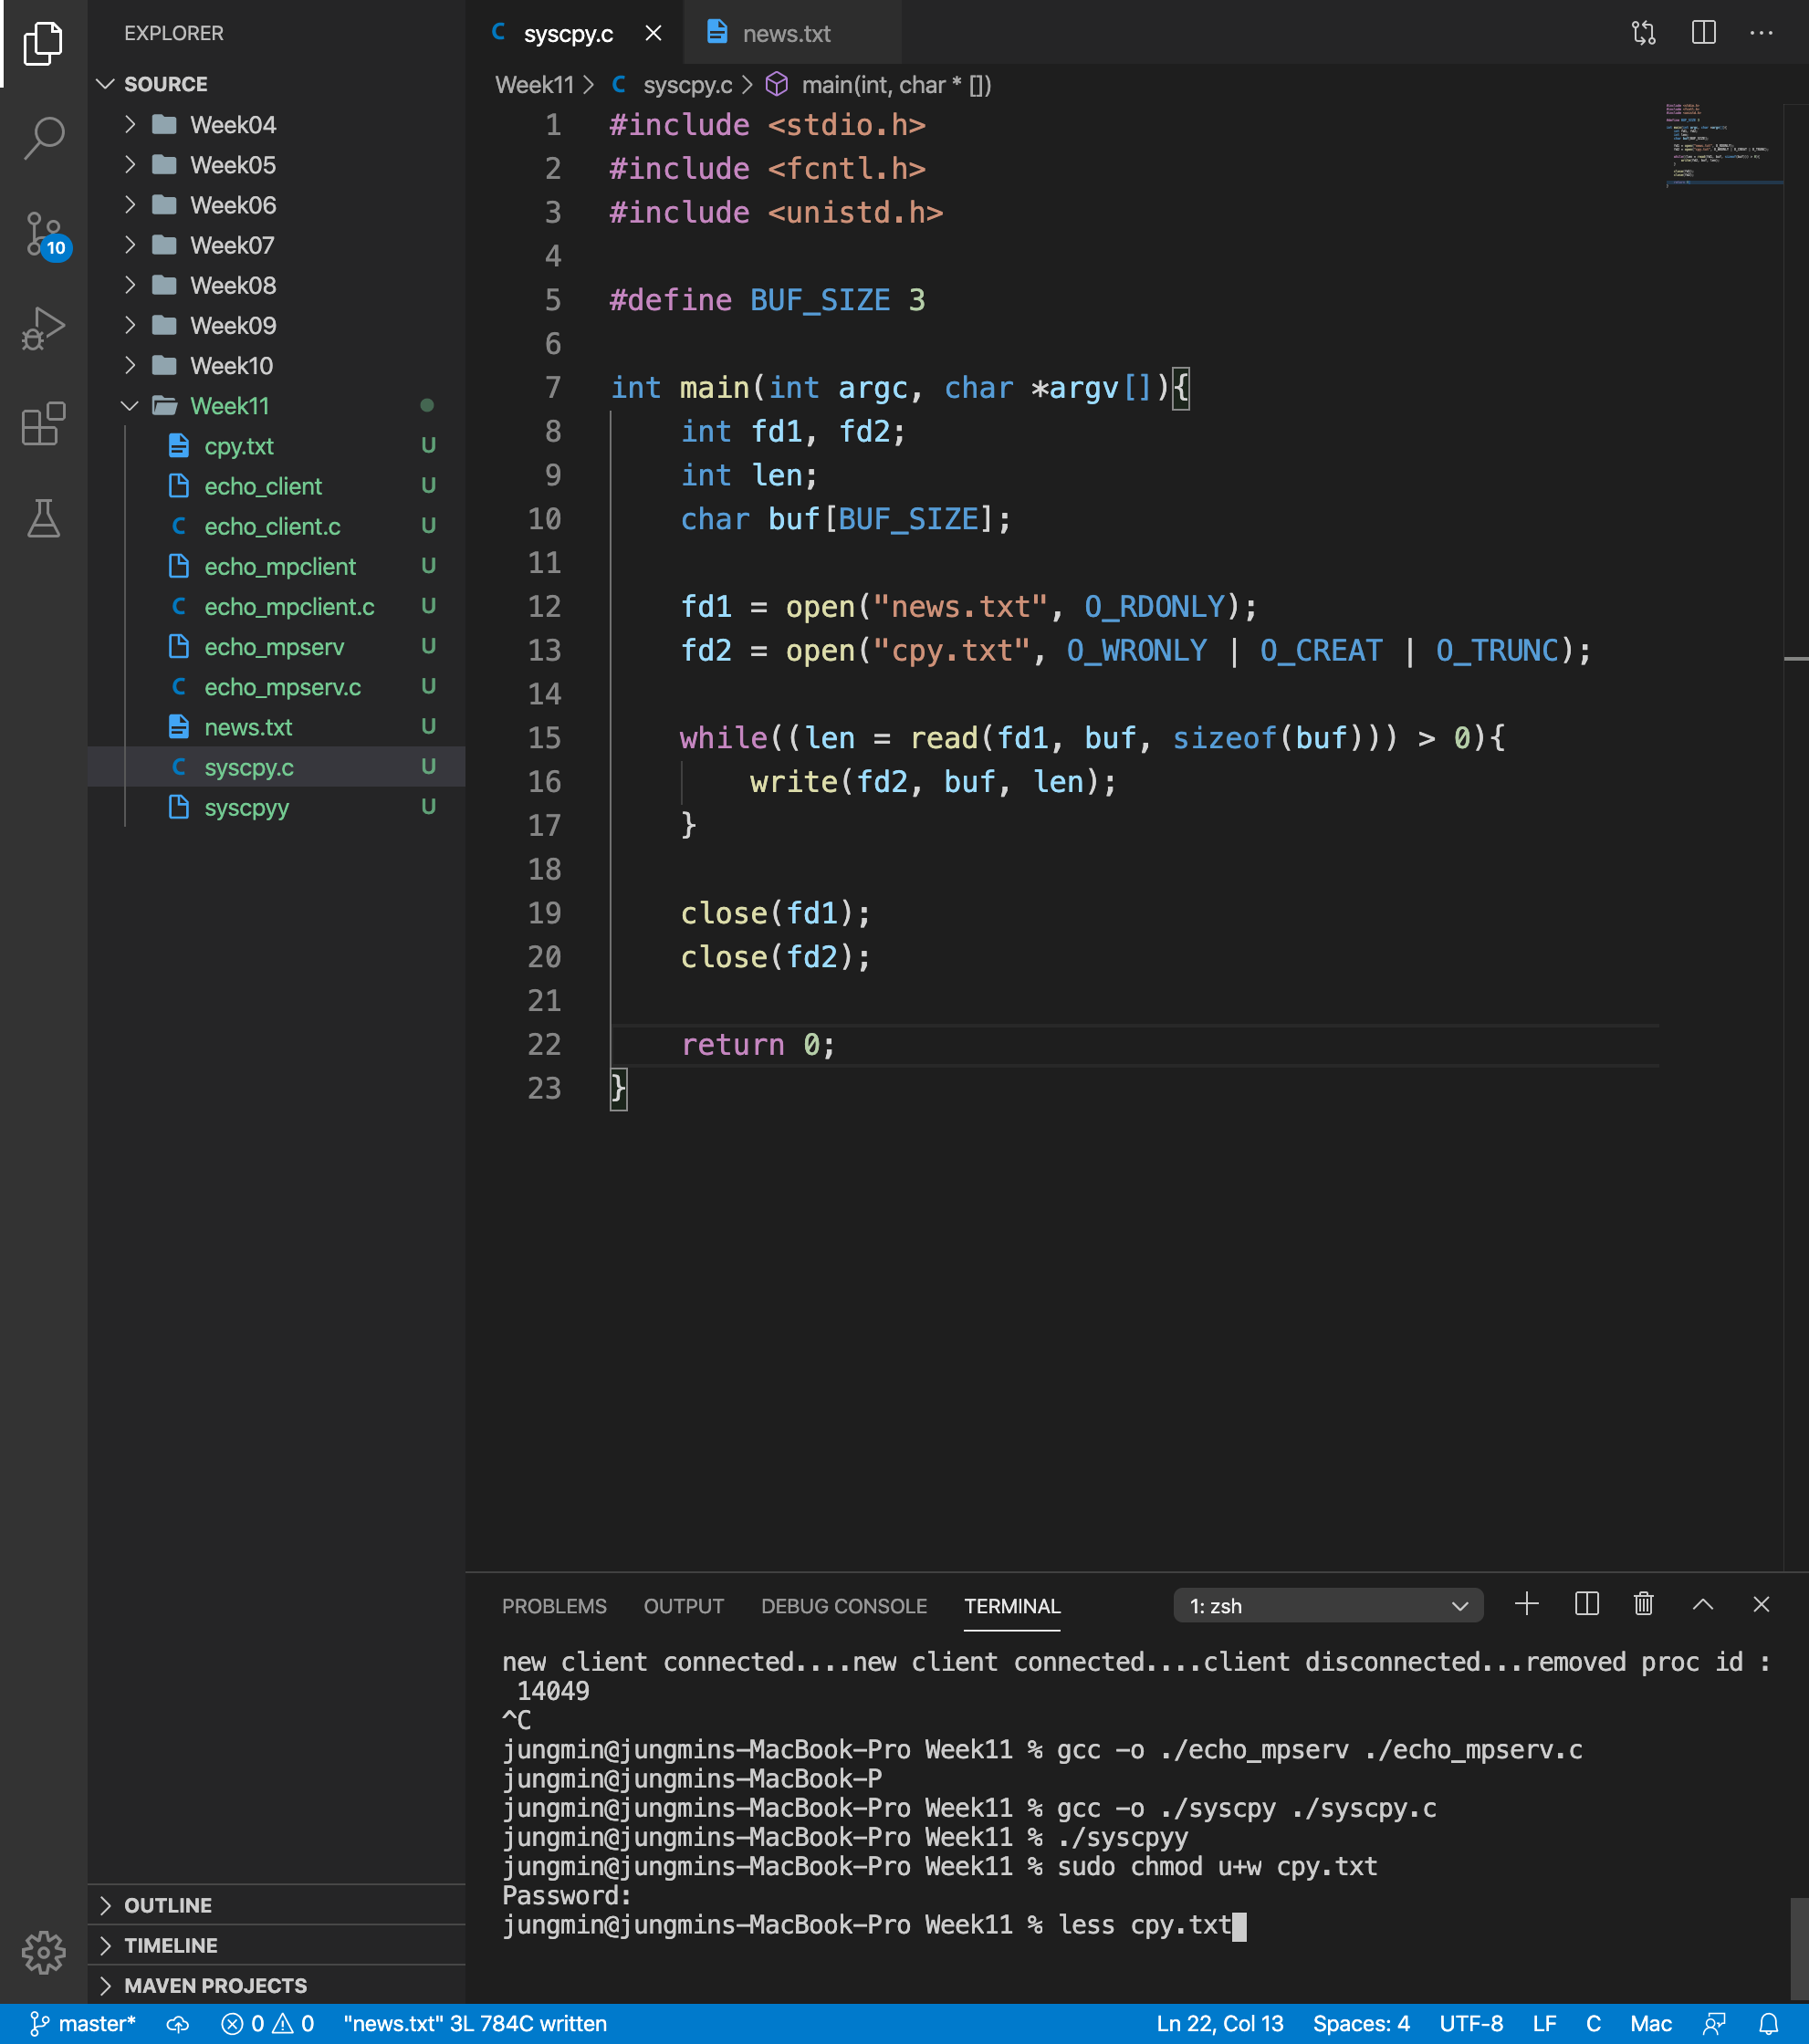 EXPLORER
SOURCE
Week04
Week05
Week06
Week07
Week08
Week09
Week10
Week11
cpy.txt U
echo_client U
echo_client.c U
echo_mpclient U
echo_mpclient.c U
echo_mpserv U
echo_mpserv.c U
news.txt U
syscpy.c U
syscpyy U
OUTLINE
TIMELINE
MAVEN PROJECTS
10
C syscpy.c news.txt
Week11 > C syscpy.c > main(int, char * [])
1 #include <stdio.h>
2 #include <fcntl.h>
3 #include <unistd.h>
4
5 #define BUF_SIZE 3
6
7 int main(int argc, char *argv[]){
8 int fd1, fd2;
9 int len;
10 char buf[BUF_SIZE];
11
12 fd1 = open("news.txt", O_RDONLY);
13 fd2 = open("cpy.txt", O_WRONLY | O_CREAT | O_TRUNC);
14
15 while((len = read(fd1, buf, sizeof(buf))) > 0){
16 write(fd2, buf, len);
17 }
18
19 close(fd1);
20 close(fd2);
21
22 return 0;
23 }
PROBLEMS OUTPUT DEBUG CONSOLE TERMINAL 1: zsh
new client connected....new client connected....client disconnected...removed proc id :
14049
^C
jungmin@jungmins-MacBook-Pro Week11 % gcc -o ./echo_mpserv ./echo_mpserv.c
jungmin@jungmins-MacBook-P
jungmin@jungmins-MacBook-Pro Week11 % gcc -o ./syscpy ./syscpy.c
jungmin@jungmins-MacBook-Pro Week11 % ./syscpyy
jungmin@jungmins-MacBook-Pro Week11 % sudo chmod u+w cpy.txt
Password:
jungmin@jungmins-MacBook-Pro Week11 % less cpy.txt
master* 0 0 "news.txt" 3L 784C written Ln 22, Col 13 Spaces: 4 UTF-8 LF C Mac